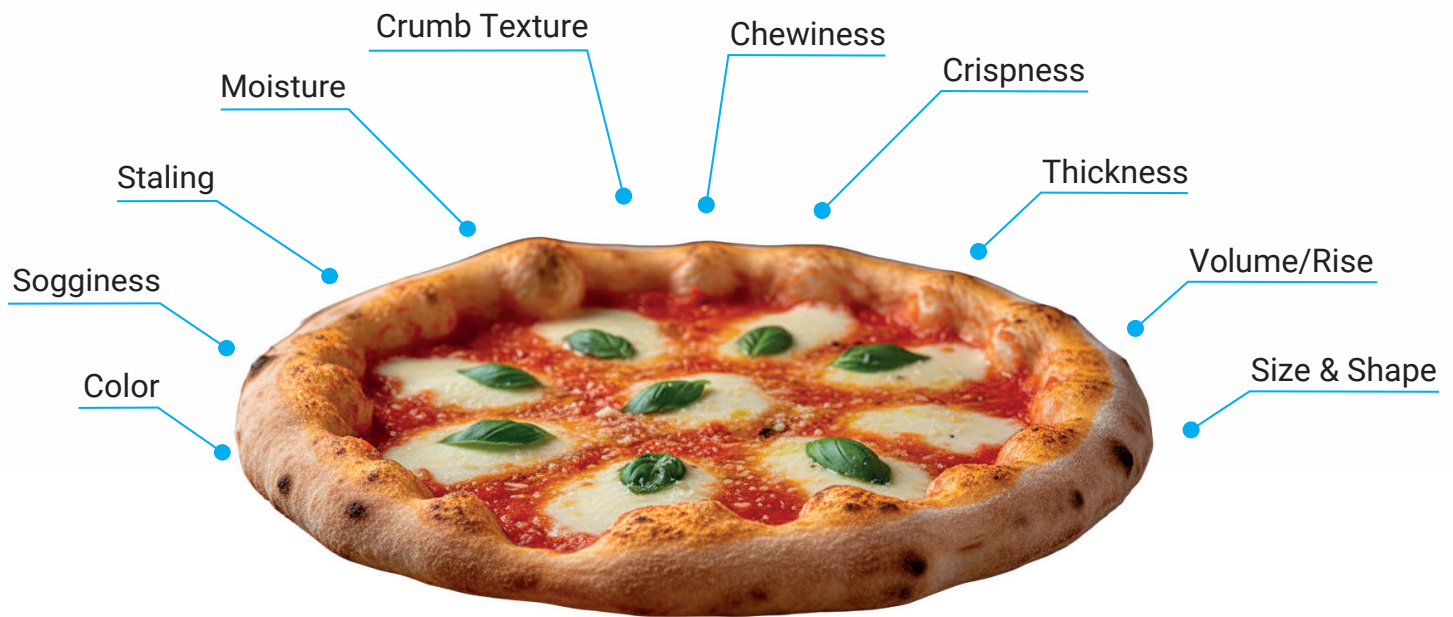 Crumb Texture
Chewiness
Crispness
Moisture
Thickness
Staling
Volume/Rise
Sogginess
Size & Shape
Color